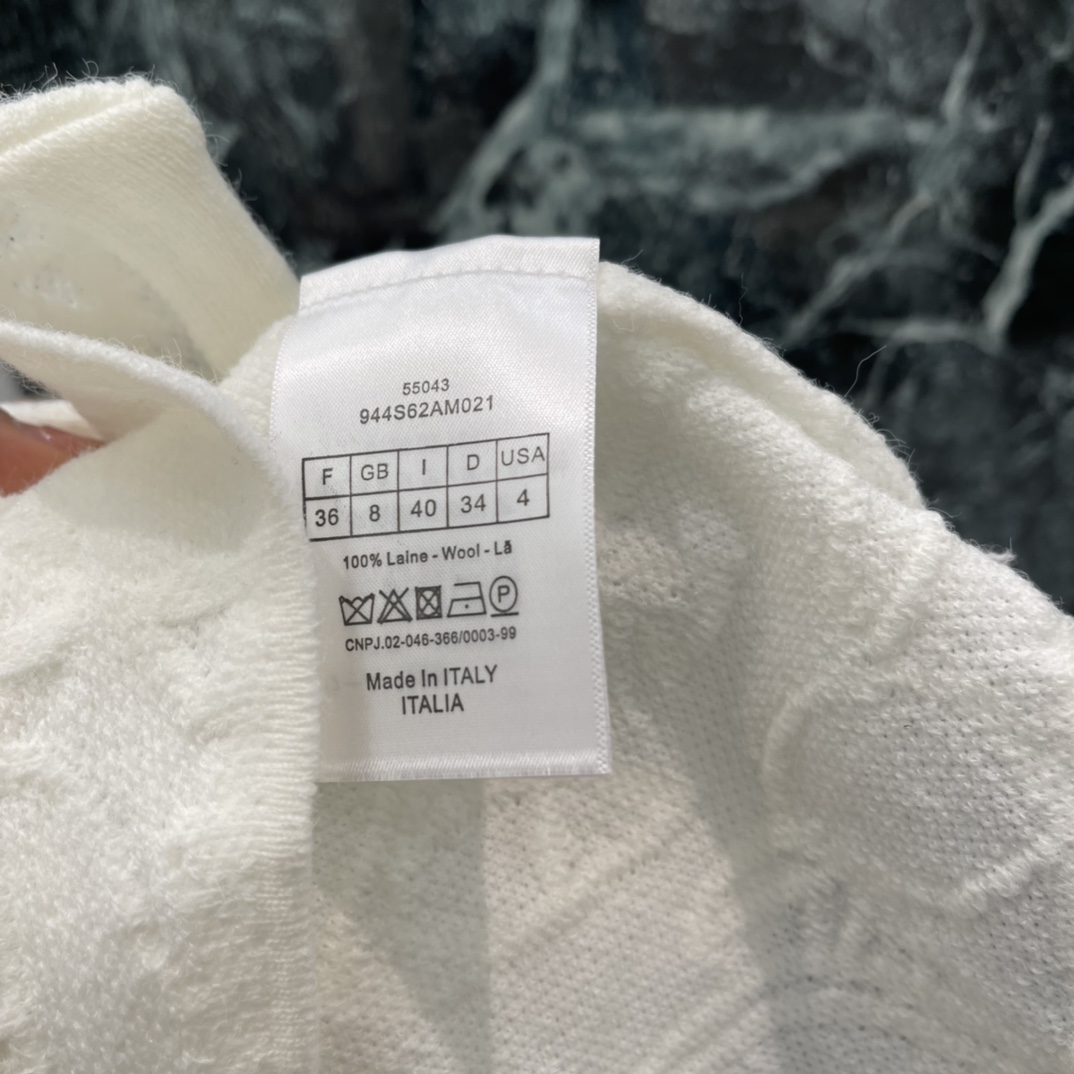 55043
944S62AM021
F GB I D USA
36 8 40 34 4
100% Laine - Wool - Lã
P
CNPJ.02-046-366/0003-99
Made In ITALY
ITALIA